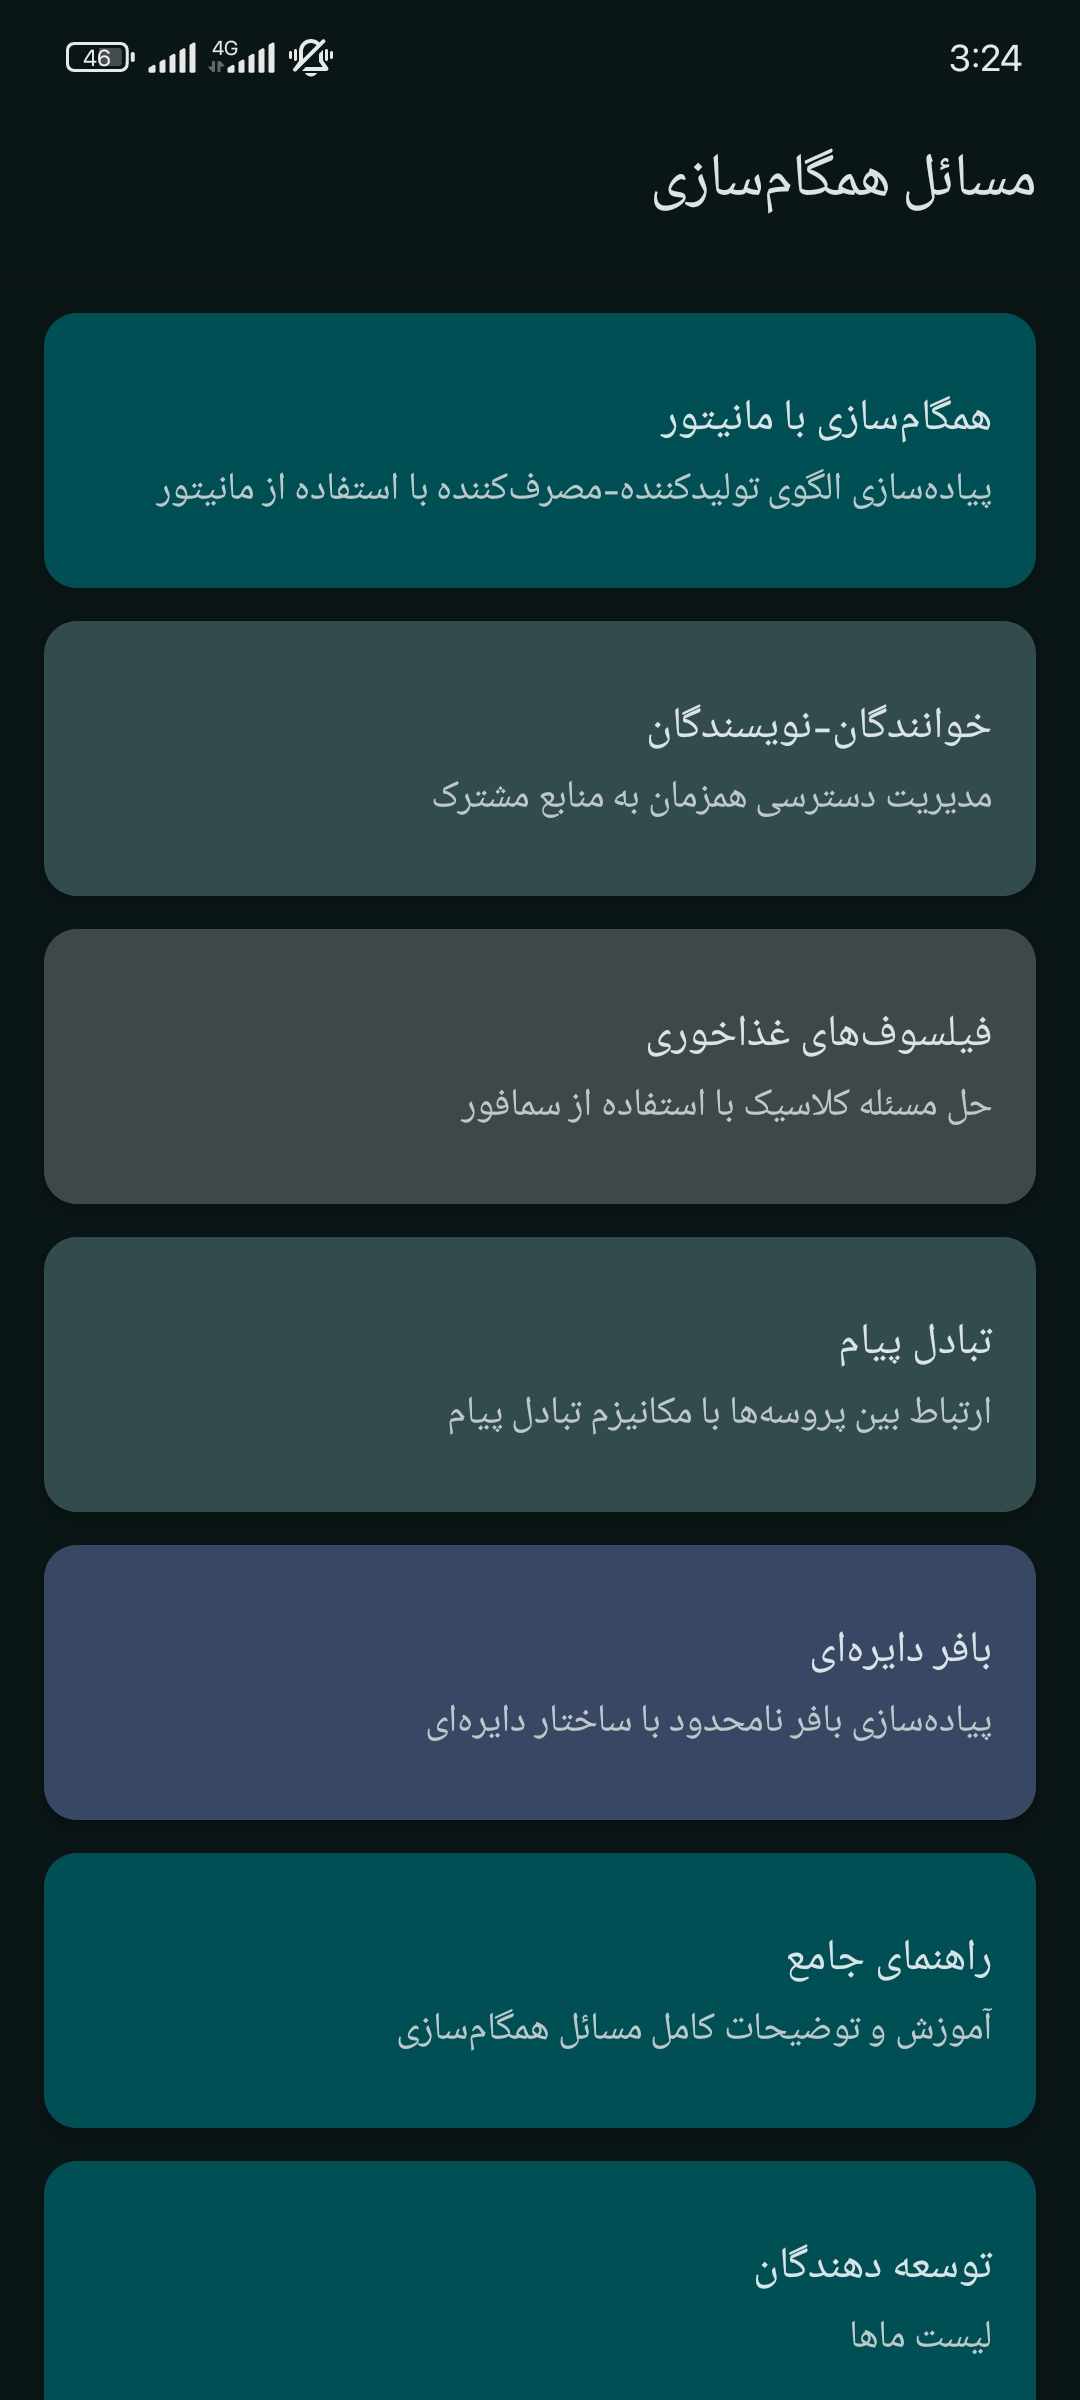 46 4G 3:24
مسائل همگام‌سازی
همگام‌سازی با مانیتور
پیاده‌سازی الگوی تولیدکننده-مصرف‌کننده با استفاده از مانیتور
خوانندگان-نویسندگان
مدیریت دسترسی همزمان به منابع مشترک
فیلسوف‌های غذاخوری
حل مسئله کلاسیک با استفاده از سمافور
تبادل پیام
ارتباط بین پروسه‌ها با مکانیزم تبادل پیام
بافر دایره‌ای
پیاده‌سازی بافر نامحدود با ساختار دایره‌ای
راهنمای جامع
آموزش و توضیحات کامل مسائل همگام‌سازی
توسعه دهندگان
لیست ماها